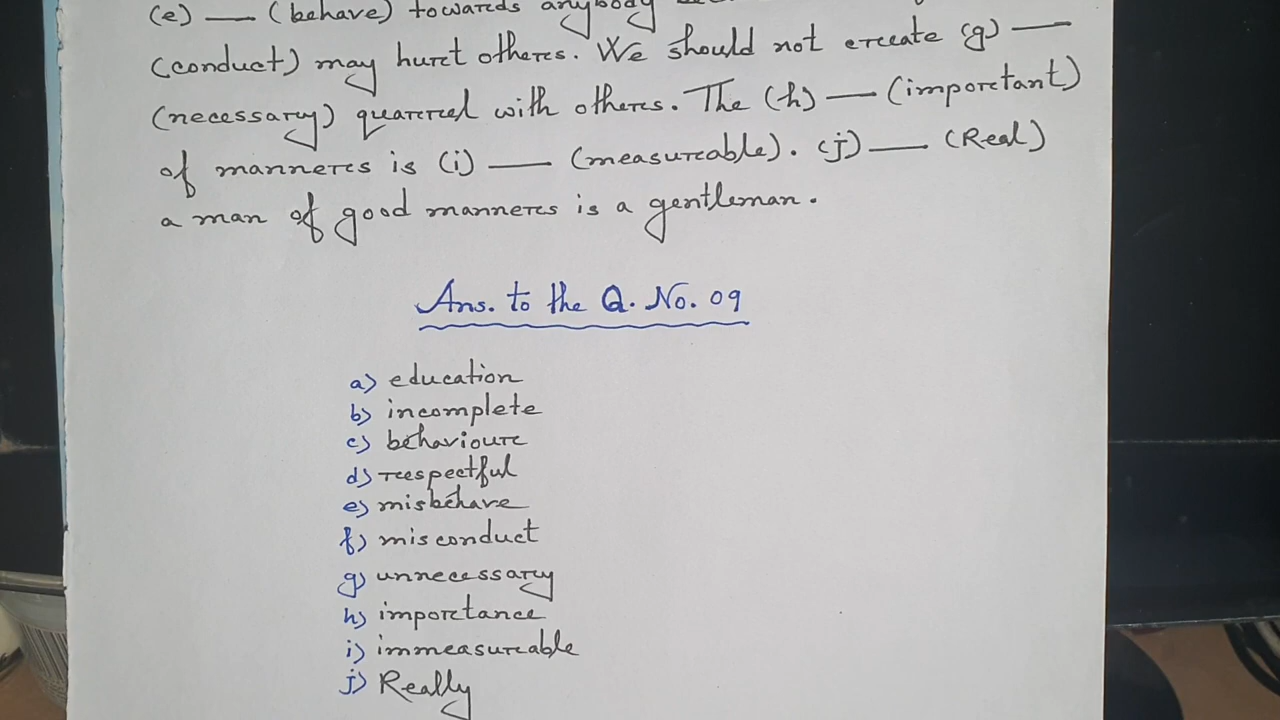 (e) — (behave) towards anybody
(conduct) may hurt others. We should not create (g) —
(necessary) quarrel with others. The (h) — (important)
of manners is (i) — (measureable). (j) — (Real)
a man of good manners is a gentleman.
Ans. to the Q. No. 09
a) education
b) incomplete
c) behaviour
d) respectful
e) misbehave
f) misconduct
g) unnecessary
h) importance
i) immeasureable
j) Really